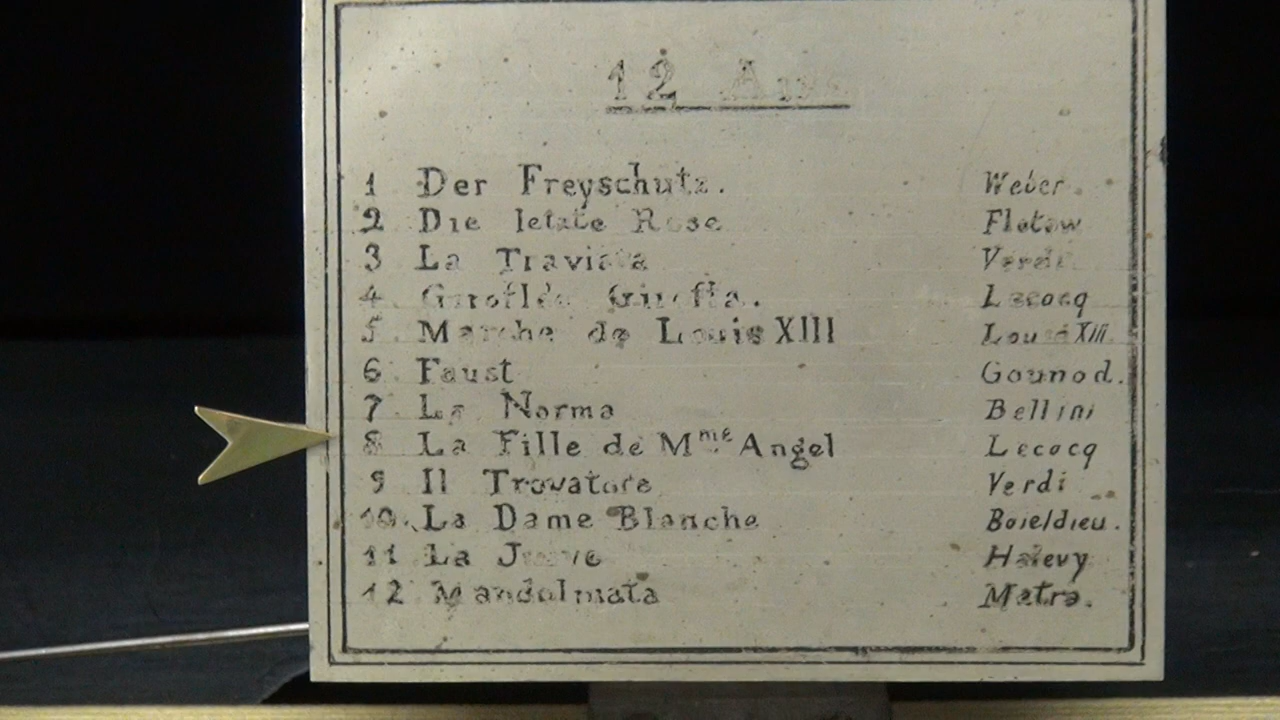 12 Airs
1 Der Freyschutz. Weber.
2 Die letzte Rose Flotow
3 La Traviata Verdi
4 Girofle Girofla. Lecocq
5 Marche de Louis XIII Louis XIII.
6 Faust Gounod.
7 La Norma Bellini
8 La Fille de Mme Angel Lecocq
9 Il Trovatore Verdi
10. La Dame Blanche Boieldieu.
11 La Juive Halevy
12 Mandolinata Metra.